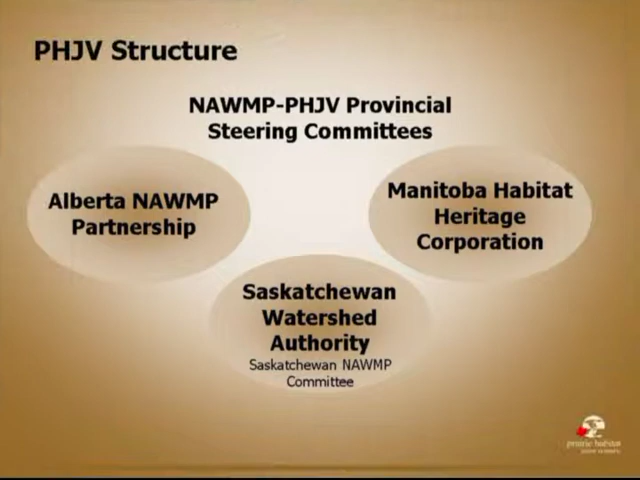 PHJV Structure
NAWMP-PHJV Provincial
Steering Committees
Alberta NAWMP
Partnership
Manitoba Habitat
Heritage
Corporation
Saskatchewan
Watershed
Authority
Saskatchewan NAWMP
Committee
prairie habitat